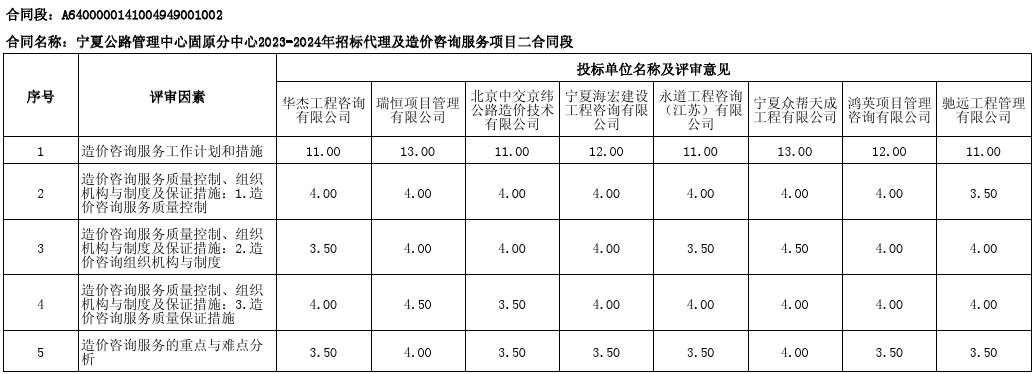 合同段：A6400000141004949001002
合同名称：宁夏公路管理中心固原分中心2023-2024年招标代理及造价咨询服务项目二合同段
序号 评审因素 投标单位名称及评审意见
华杰工程咨询有限公司 瑞恒项目管理有限公司 北京中交京纬公路造价技术有限公司 宁夏海宏建设工程咨询有限公司 永道工程咨询（江苏）有限公司 宁夏众帮天成工程有限公司 鸿英项目管理咨询有限公司 驰远工程管理有限公司
1 造价咨询服务工作计划和措施 11.00 13.00 11.00 12.00 11.00 13.00 12.00 11.00
2 造价咨询服务质量控制、组织机构与制度及保证措施：1.造价咨询服务质量控制 4.00 4.00 4.00 4.00 4.00 4.00 4.00 3.50
3 造价咨询服务质量控制、组织机构与制度及保证措施：2.造价咨询组织机构与制度 3.50 4.00 4.00 4.00 3.50 4.50 4.00 4.00
4 造价咨询服务质量控制、组织机构与制度及保证措施：3.造价咨询服务质量保证措施 4.00 4.50 3.50 4.00 4.00 4.00 4.00 4.00
5 造价咨询服务的重点与难点分析 3.50 4.00 3.50 3.50 3.50 4.00 3.50 3.50